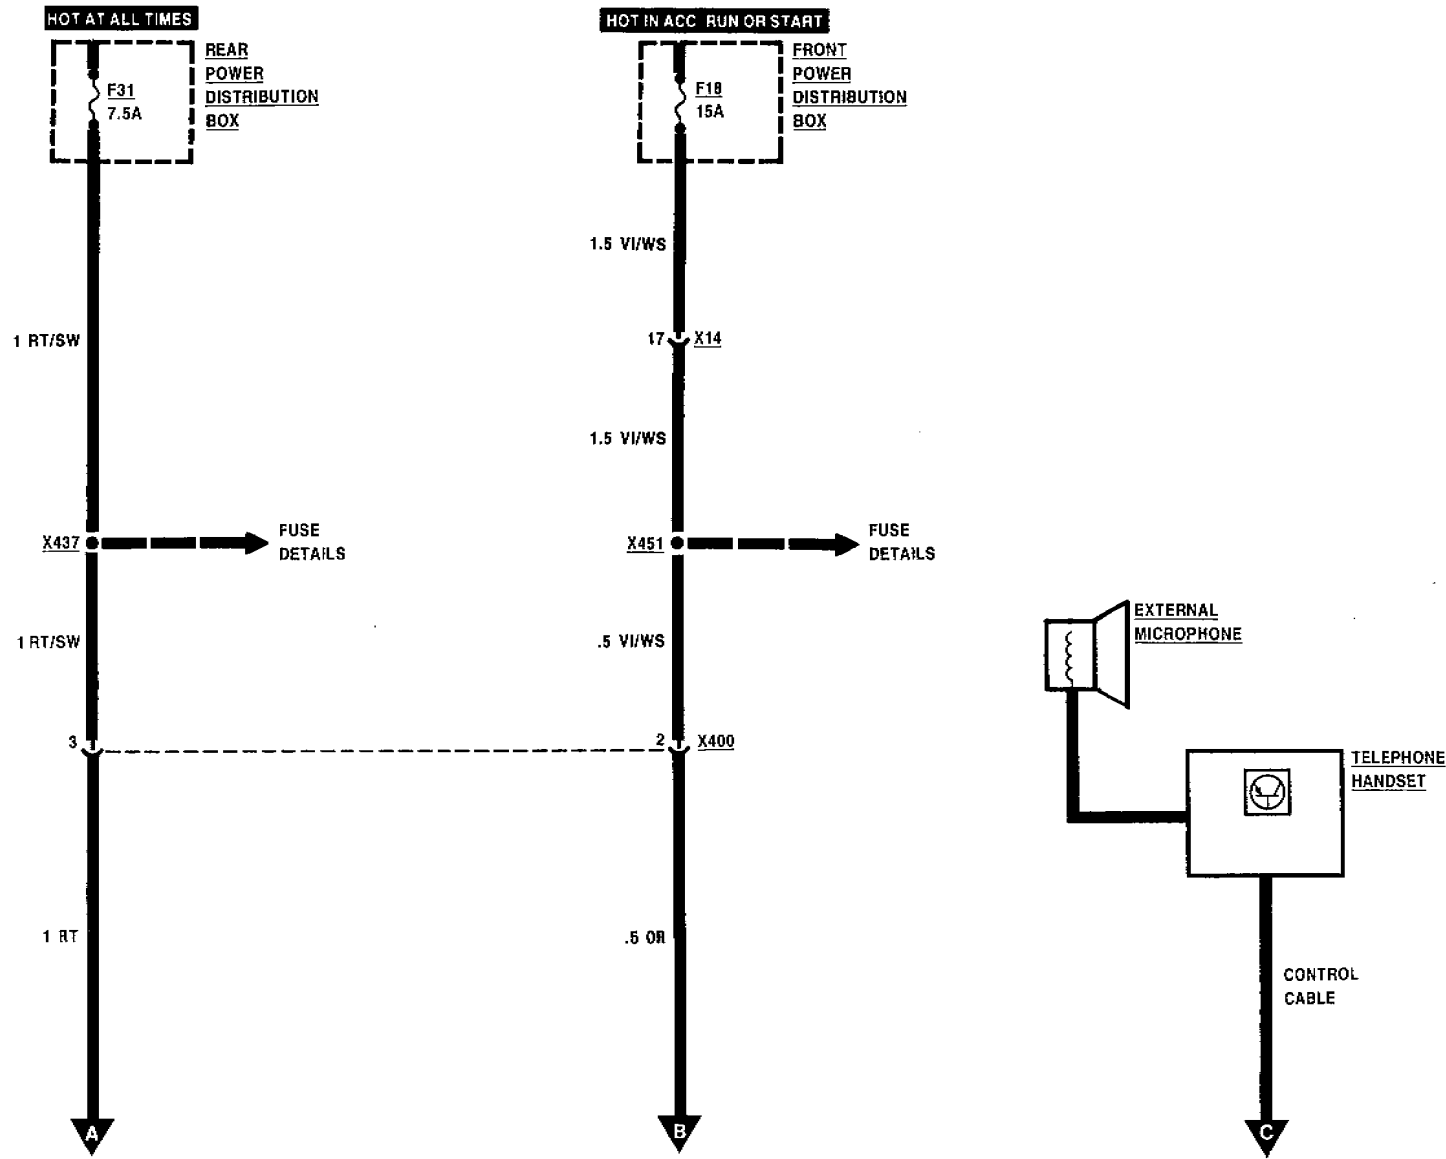 HOT AT ALL TIMES
HOT IN ACC RUN OR START
REAR
POWER
DISTRIBUTION
BOX
F31
7.5A
FRONT
POWER
DISTRIBUTION
BOX
F18
15A
1.5 VI/WS
1 RT/SW
17
X14
1.5 VI/WS
X437
FUSE
DETAILS
X451
FUSE
DETAILS
1 RT/SW
.5 VI/WS
EXTERNAL
MICROPHONE
3
2
X400
TELEPHONE
HANDSET
1 RT
.5 OR
CONTROL
CABLE
A
B
C